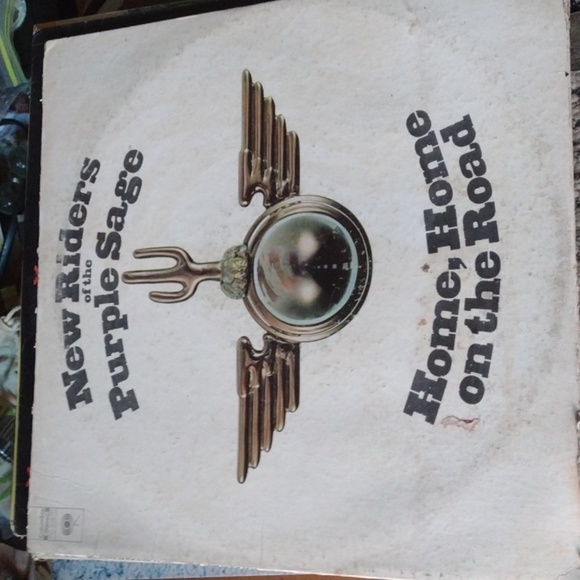 New Riders
of the
Purple Sage
Home, Home
on the Road